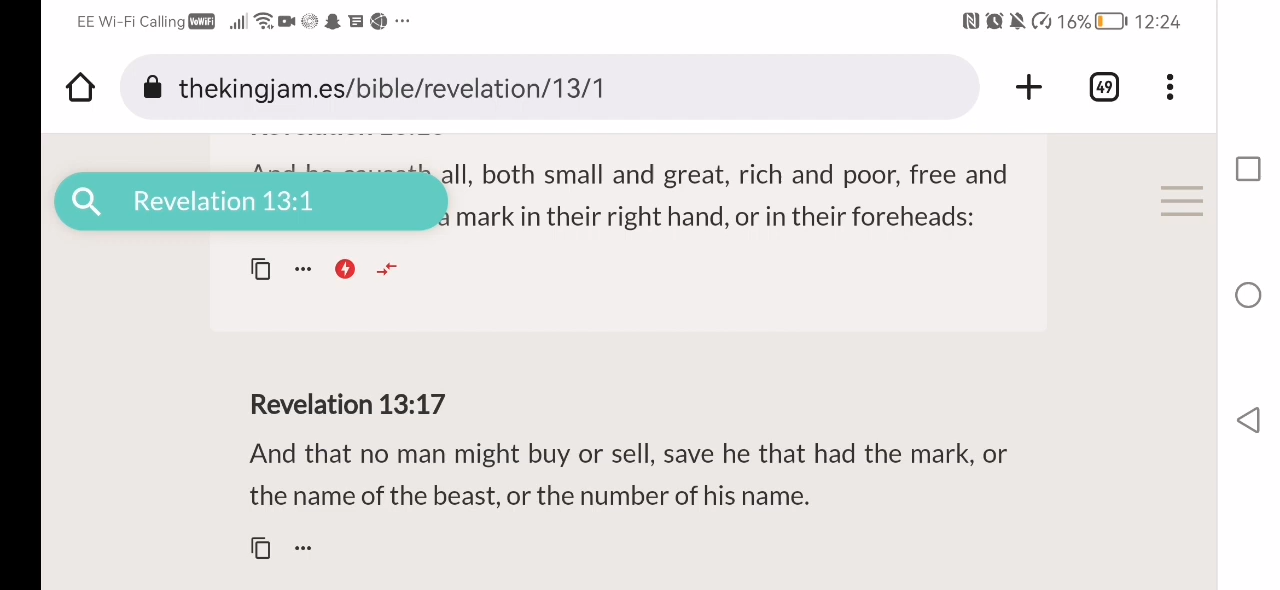 EE Wi-Fi Calling VoWiFi 16% 12:24
thekingjam.es/bible/revelation/13/1 49
all, both small and great, rich and poor, free and
Revelation 13:1
a mark in their right hand, or in their foreheads:
Revelation 13:17
And that no man might buy or sell, save he that had the mark, or
the name of the beast, or the number of his name.